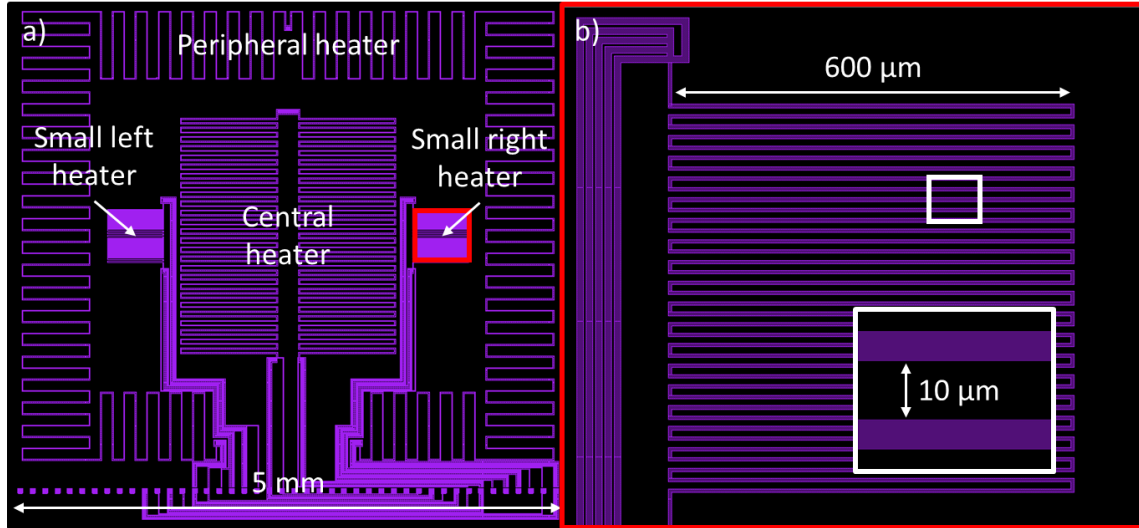 a)
Peripheral heater
Small left
heater
Small right
heater
Central
heater
5 mm
b)
600 µm
10 µm